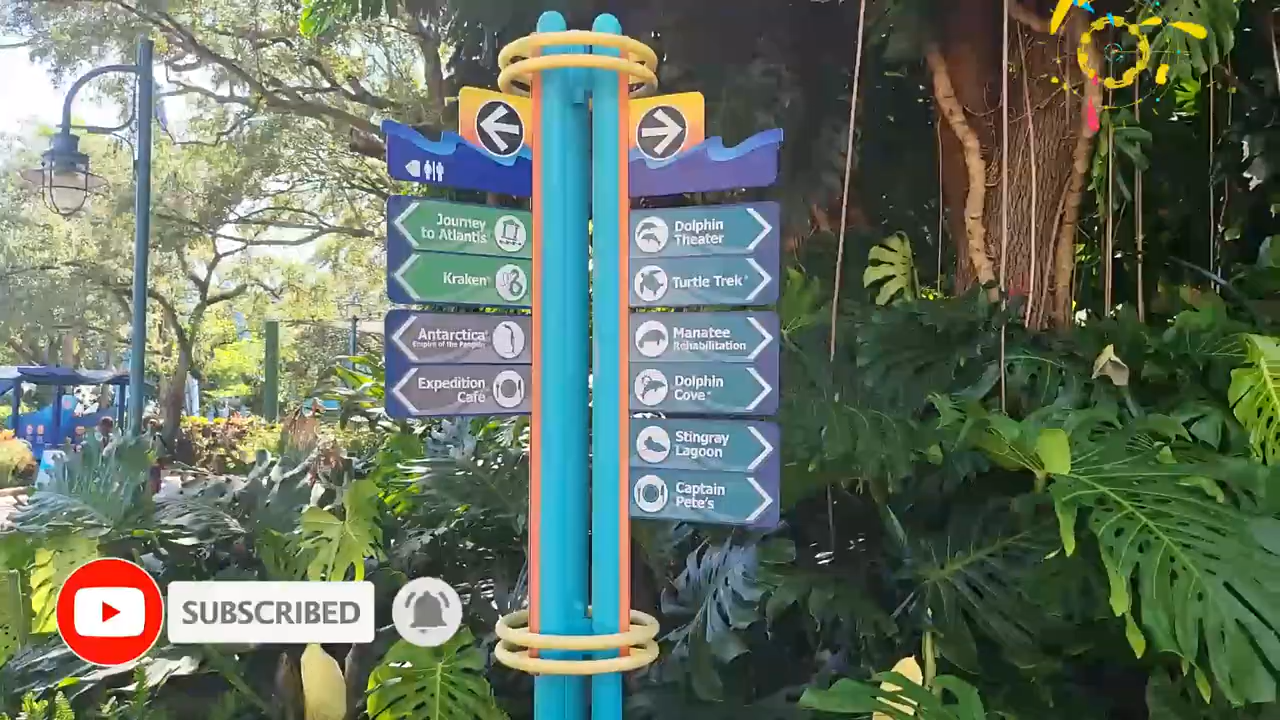 Journey
to Atlantis
Kraken®
Antarctica®
Empire of the Penguin
Expedition
Café
Dolphin
Theater
Turtle Trek®
Manatee
Rehabilitation
Dolphin
Cove®
Stingray
Lagoon
Captain
Pete's
SUBSCRIBED